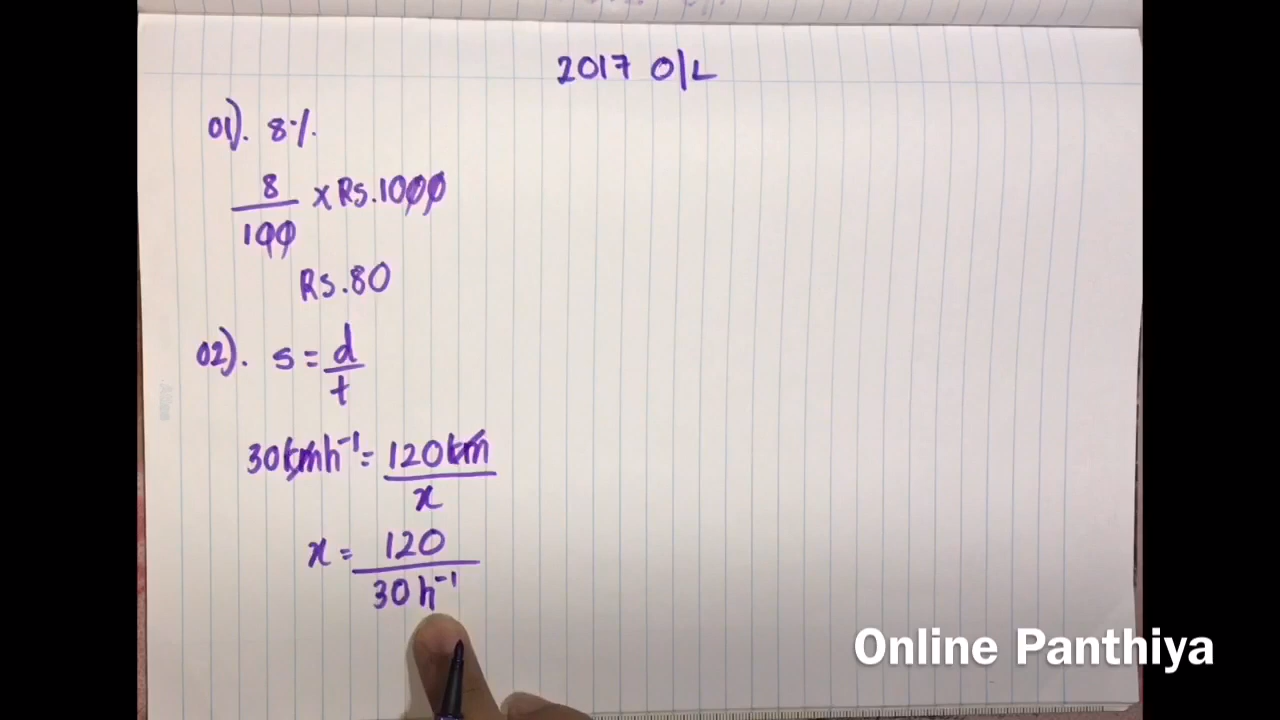 2017 O/L
01). 8%
8/100 x Rs.1000
Rs.80
02). s = d/t
30kmh⁻¹ = 120km/x
x = 120/30h⁻¹
Online Panthiya